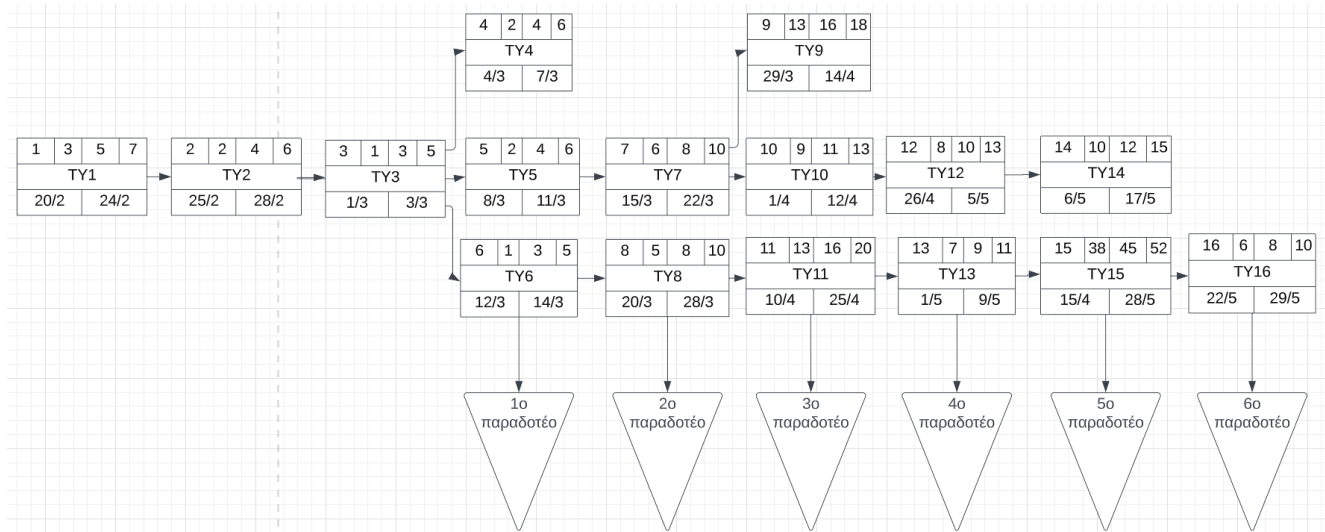 4 2 4 6
TY4
4/3 7/3
9 13 16 18
TY9
29/3 14/4
1 3 5 7
TY1
20/2 24/2
2 2 4 6
TY2
25/2 28/2
3 1 3 5
TY3
1/3 3/3
5 2 4 6
TY5
8/3 11/3
7 6 8 10
TY7
15/3 22/3
10 9 11 13
TY10
1/4 12/4
12 8 10 13
TY12
26/4 5/5
14 10 12 15
TY14
6/5 17/5
6 1 3 5
TY6
12/3 14/3
8 5 8 10
TY8
20/3 28/3
11 13 16 20
TY11
10/4 25/4
13 7 9 11
TY13
1/5 9/5
15 38 45 52
TY15
15/4 28/5
16 6 8 10
TY16
22/5 29/5
1ο
παραδοτέο
2ο
παραδοτέο
3ο
παραδοτέο
4ο
παραδοτέο
5ο
παραδοτέο
6ο
παραδοτέο